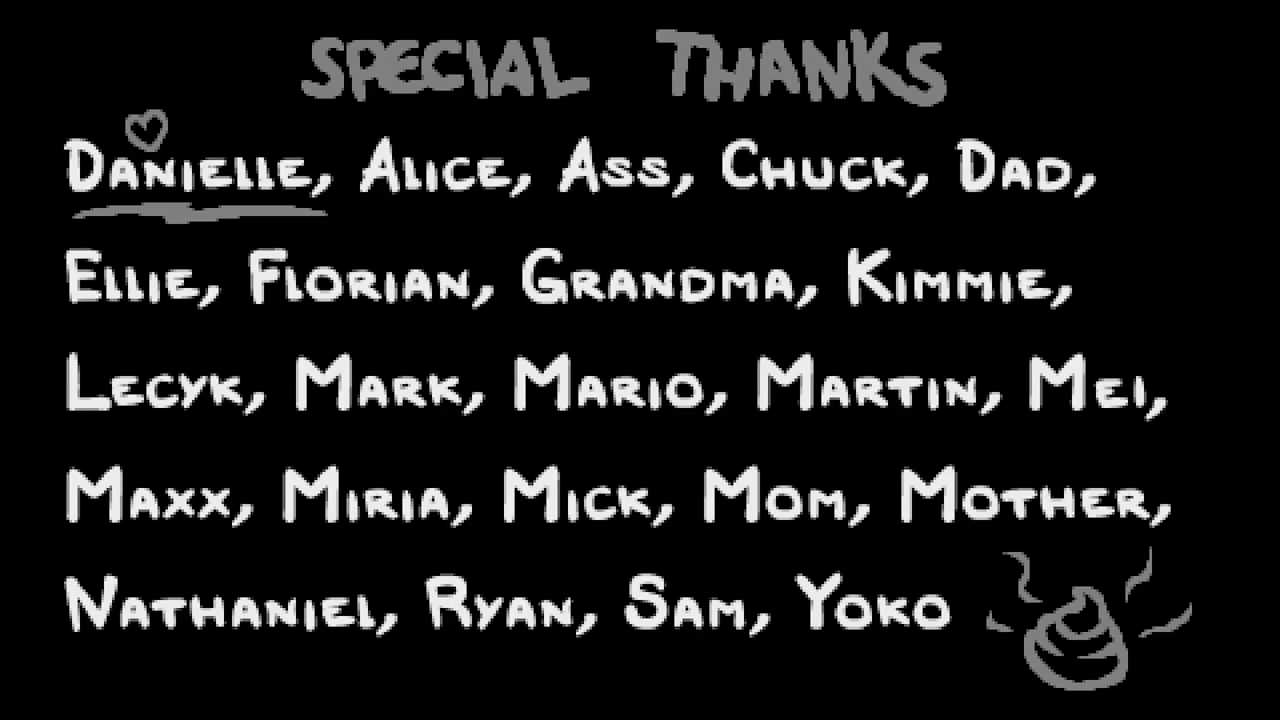 SPECIAL THANKS
DANIELLE, ALICE, ASS, CHUCK, DAD,
ELLIE, FLORIAN, GRANDMA, KIMMIE,
LECYK, MARK, MARIO, MARTIN, MEI,
MAXX, MIRIA, MICK, MOM, MOTHER,
NATHANIEL, RYAN, SAM, YOKO